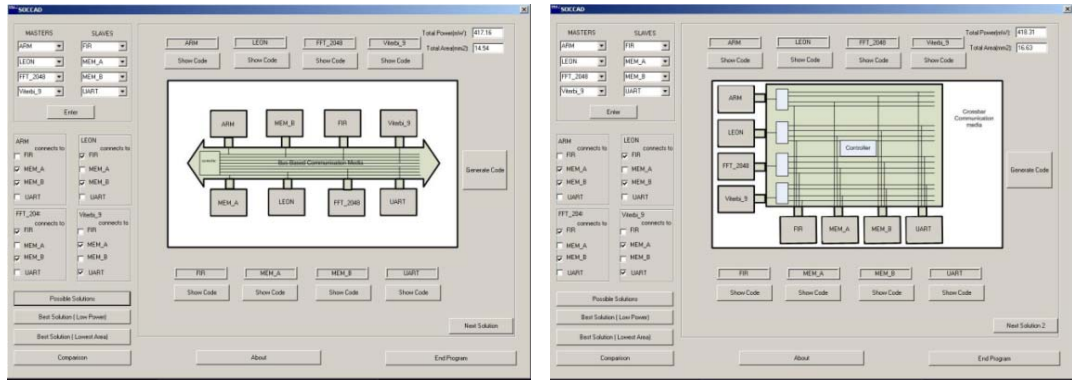 SOCCAD
MASTERS SLAVES
ARM FIR
LEON MEM_A
FFT_2048 MEM_B
Viterbi_9 UART
Enter
ARM
connects to
FIR
MEM_A
MEM_B
UART
LEON
connects to
FIR
MEM_A
MEM_B
UART
FFT_204
connects to
FIR
MEM_A
MEM_B
UART
Viterbi_9
connects to
FIR
MEM_A
MEM_B
UART
Possible Solutions
Best Solution ( Low Power)
Best Solution ( Lowest Area)
Comparison
Total Power(mW) 417.16
Total Area(mm2) 14.54
ARM LEON FFT_2048 Viterbi_9
Show Code Show Code Show Code Show Code
ARM MEM_B FIR Viterbi_9
Bus Based Communication Media
MEM_A LEON FFT_2048 UART
Generate Code
FIR MEM_A MEM_B UART
Show Code Show Code Show Code Show Code
Next Solution
About End Program
SOCCAD
MASTERS SLAVES
ARM FIR
LEON MEM_A
FFT_2048 MEM_B
Viterbi_9 UART
Enter
ARM
connects to
FIR
MEM_A
MEM_B
UART
LEON
connects to
FIR
MEM_A
MEM_B
UART
FFT_204
connects to
FIR
MEM_A
MEM_B
UART
Viterbi_9
connects to
FIR
MEM_A
MEM_B
UART
Possible Solutions
Best Solution ( Low Power)
Best Solution ( Lowest Area)
Comparison
Total Power(mW) 418.31
Total Area(mm2) 16.63
ARM LEON FFT_2048 Viterbi_9
Show Code Show Code Show Code Show Code
ARM
LEON
FFT_2048
Viterbi_9
Controller
Crossbar
Communication
media
FIR MEM_A MEM_B UART
Generate Code
FIR MEM_A MEM_B UART
Show Code Show Code Show Code Show Code
Next Solution 2
About End Program